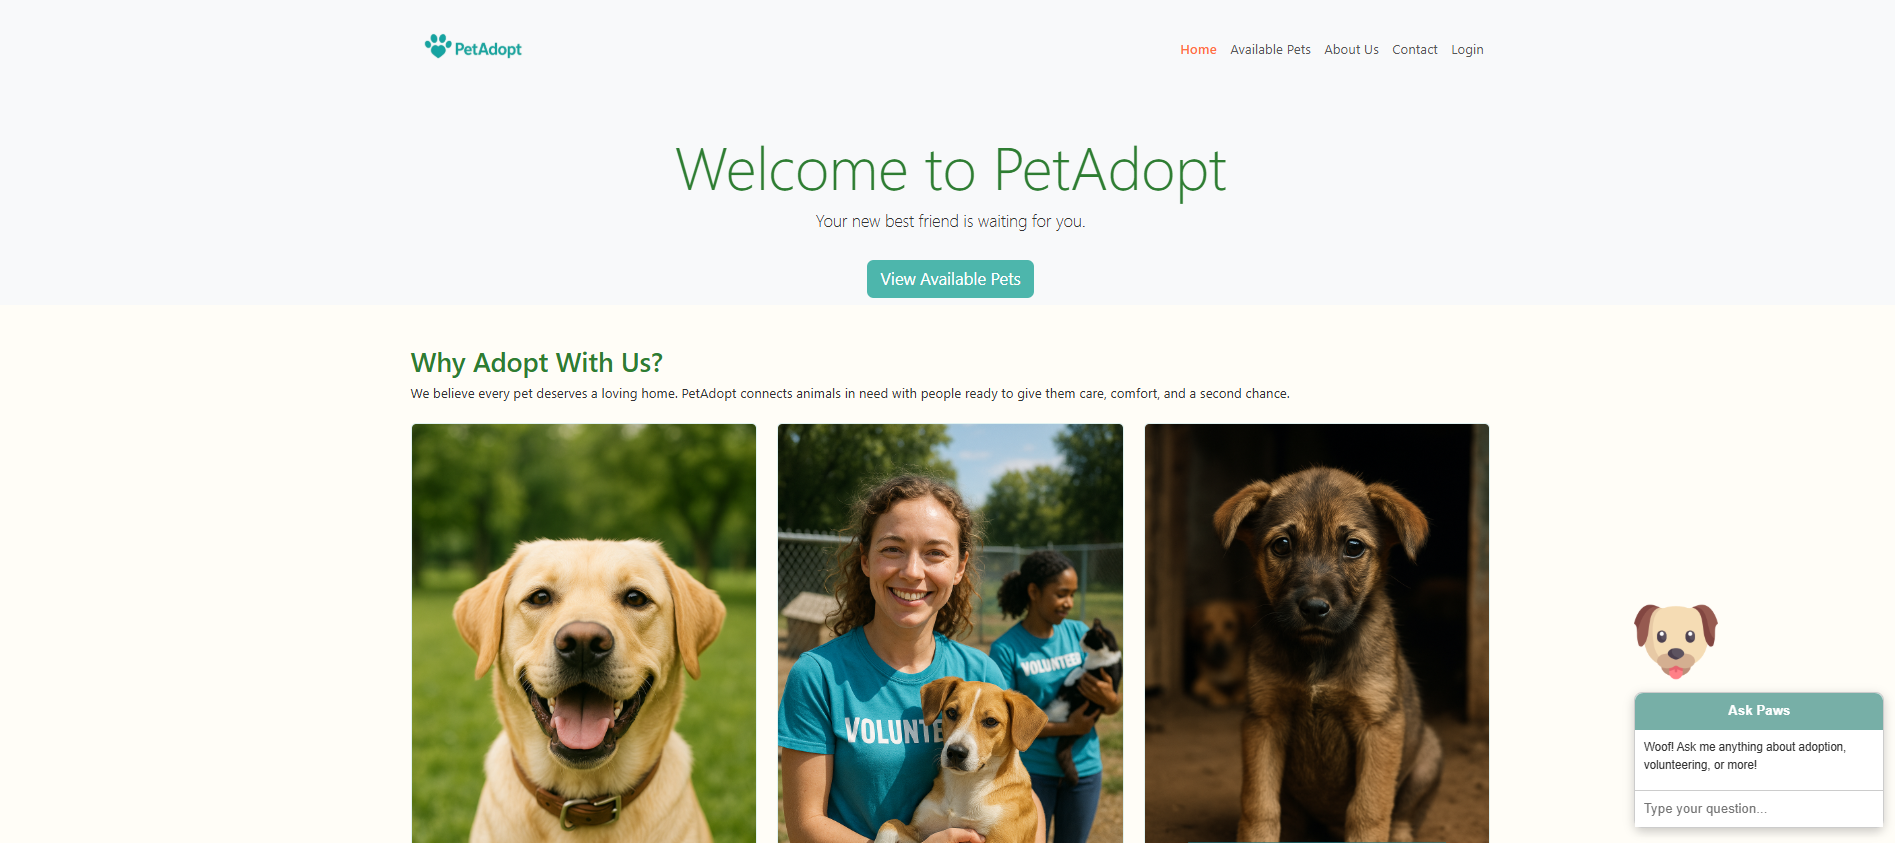 PetAdopt
Home Available Pets About Us Contact Login
Welcome to PetAdopt
Your new best friend is waiting for you.
View Available Pets
Why Adopt With Us?
We believe every pet deserves a loving home. PetAdopt connects animals in need with people ready to give them care, comfort, and a second chance.
VOLUNTEER
VOLUNTE
Ask Paws
Woof! Ask me anything about adoption,
volunteering, or more!
Type your question...